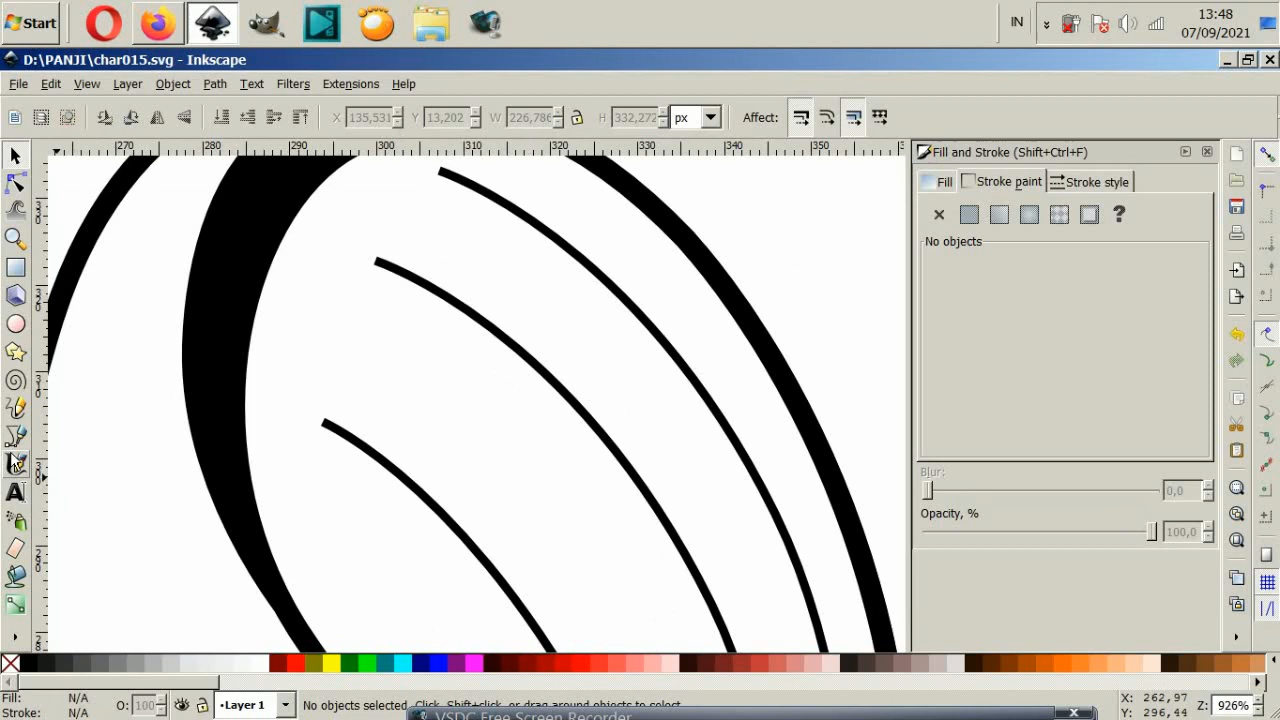 Start
IN
13:48
07/09/2021
D:\PANJI\char015.svg - Inkscape
File Edit View Layer Object Path Text Filters Extensions Help
X 135,531 Y 13,202 W 226,786 H 332,272 px Affect:
270 280 290 300 310 320 330 340 350
Fill and Stroke (Shift+Ctrl+F)
Fill Stroke paint Stroke style
?
No objects
Blur:
0,0
Opacity, %
100,0
Fill: N/A
Stroke: N/A
O: 100
•Layer 1
No objects selected. Click, Shift+click, or drag around objects to select.
X: 262,97
Y: 296,44
Z: 926%
VSDC Free Screen Recorder